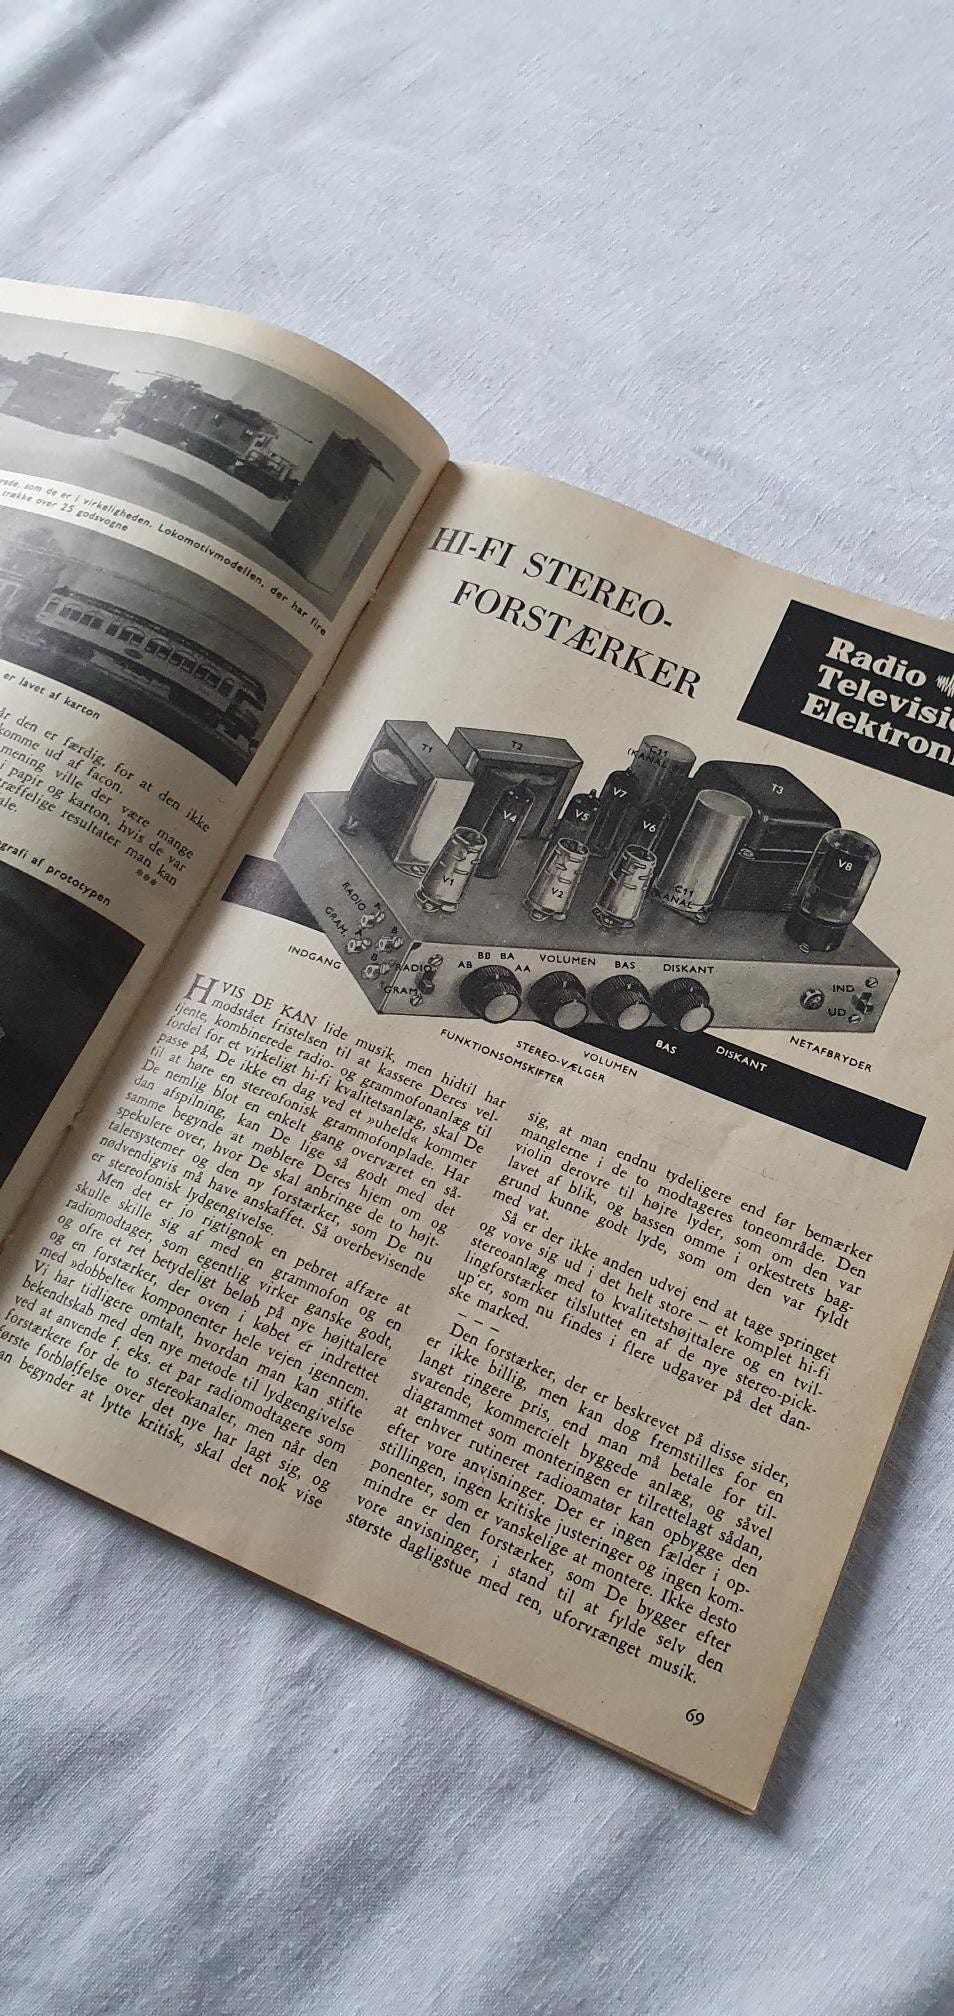 rade, som de er i virkeligheden. Lokomotivmodellen, der har fire
trække over 25 godsvogne
er lavet af karton
år den er færdig, for at den ikke
komme ud af facon.
mening ville der være mange
i papir og karton, hvis de var
træffelige resultater man kan
ale.
***
ografi af prototypen
HI-FI STEREO-
FORSTÆRKER
Radio
Televisio
Elektron
T1
T2
C11
(KANAL B)
T3
V4
V5
V7
V6
V8
V1
V2
C11
(KANAL A)
RADIO
GRAM.
A
B
A
B
INDGANG
RADIO
GRAM
AB
BB
BA
AA
VOLUMEN
BAS
DISKANT
IND
UD
FUNKTIONSOMSKIFTER
STEREO-VÆLGER
VOLUMEN
BAS
DISKANT
NETAFBRYDER
HVIS DE KAN lide musik, men hidtil har
modstået fristelsen til at kassere Deres vel-
tjente, kombinerede radio- og grammofonanlæg til
fordel for et virkeligt hi-fi kvalitetsanlæg, skal De
passe på, De ikke en dag ved et »uheld« kommer
til at høre en stereofonisk grammofonplade. Har
De nemlig blot en enkelt gang overværet en så-
dan afspilning, kan De lige så godt med det
samme begynde at møblere Deres hjem om og
spekulere over, hvor De skal anbringe de to højt-
talersystemer og den ny forstærker, som De nu
nødvendigvis må have anskaffet. Så overbevisende
er stereofonisk lydgengivelse.
Men det er jo rigtignok en pebret affære at
skulle skille sig af med en grammofon og en
radiomodtager, som egentlig virker ganske godt,
og ofre et ret betydeligt beløb på nye højttalere
og en forstærker, der oven i købet er indrettet
med »dobbelte« komponenter hele vejen igennem.
Vi har tidligere omtalt, hvordan man kan stifte
bekendtskab med den nye metode til lydgengivelse
ved at anvende f. eks. et par radiomodtagere som
forstærkere for de to stereokanaler, men når den
første forbløffelse over det nye har lagt sig, og
an begynder at lytte kritisk, skal det nok vise
sig, at man endnu tydeligere end før bemærker
manglerne i de to modtageres toneområde. Den
violin derovre til højre lyder, som om den var
lavet af blik, og bassen omme i orkestrets bag-
grund kunne godt lyde, som om den var fyldt
med vat.
Så er der ikke anden udvej end at tage springet
og vove sig ud i det helt store – et komplet hi-fi
stereoanlæg med to kvalitetshøjttalere og en tvil-
lingforstærker tilsluttet en af de nye stereo-pick-
up'er, som nu findes i flere udgaver på det dan-
ske marked.
– – –
Den forstærker, der er beskrevet på disse sider,
er ikke billig, men kan dog fremstilles for en
langt ringere pris, end man må betale for til-
svarende, kommercielt byggede anlæg, og såvel
diagrammet som monteringen er tilrettelagt sådan,
at enhver rutineret radioamatør kan opbygge den
efter vore anvisninger. Der er ingen fælder i op-
stillingen, ingen kritiske justeringer og ingen kom-
ponenter, som er vanskelige at montere. Ikke desto
mindre er den forstærker, som De bygger efter
vore anvisninger, i stand til at fylde selv den
største dagligstue med ren, uforvrænget musik.
69